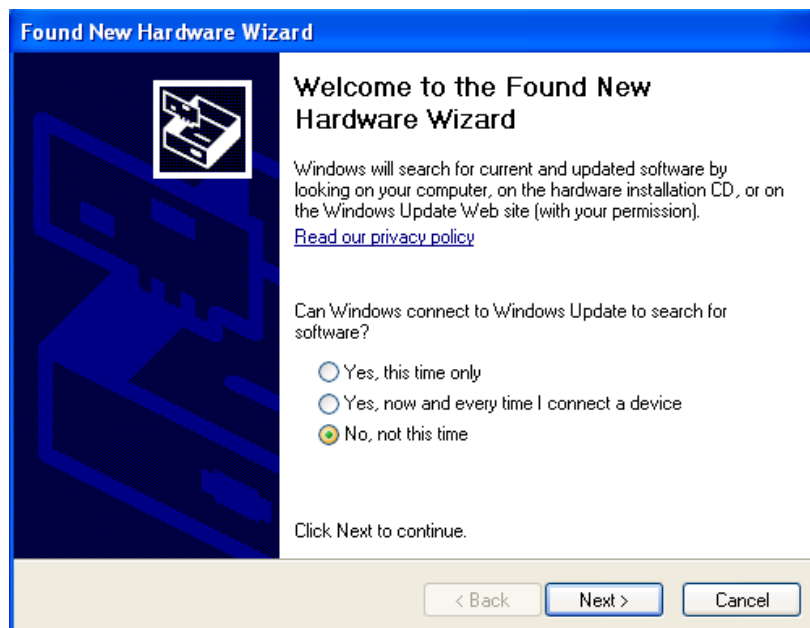 Found New Hardware Wizard
Welcome to the Found New
Hardware Wizard
Windows will search for current and updated software by
looking on your computer, on the hardware installation CD, or on
the Windows Update Web site (with your permission).
Read our privacy policy
Can Windows connect to Windows Update to search for
software?
Yes, this time only
Yes, now and every time I connect a device
No, not this time
Click Next to continue.
< Back Next > Cancel